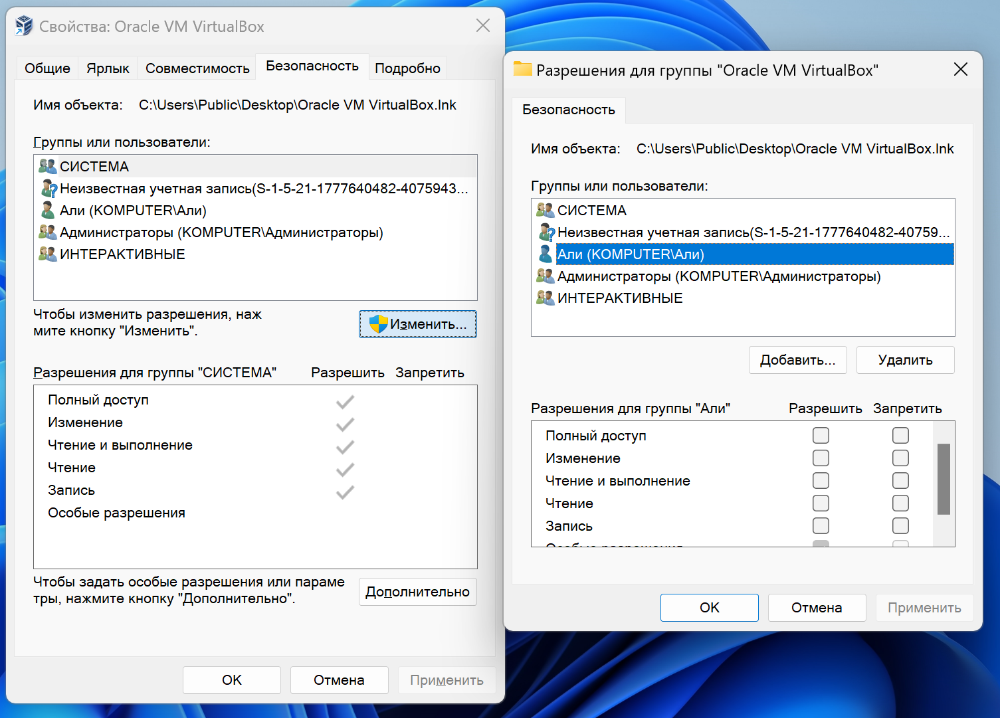 Свойства: Oracle VM VirtualBox
Общие
Ярлык
Совместимость
Безопасность
Подробно
Имя объекта: C:\Users\Public\Desktop\Oracle VM VirtualBox.lnk
Группы или пользователи:
СИСТЕМА
Неизвестная учетная запись(S-1-5-21-1777640482-4075943...
Али (KOMPUTER\Али)
Администраторы (KOMPUTER\Администраторы)
ИНТЕРАКТИВНЫЕ
Чтобы изменить разрешения, наж
мите кнопку "Изменить".
Изменить...
Разрешения для группы "СИСТЕМА" Разрешить Запретить
Полный доступ
Изменение
Чтение и выполнение
Чтение
Запись
Особые разрешения
Чтобы задать особые разрешения или параме
тры, нажмите кнопку "Дополнительно".
Дополнительно
ОК
Отмена
Применить
Разрешения для группы "Oracle VM VirtualBox"
Безопасность
Имя объекта: C:\Users\Public\Desktop\Oracle VM VirtualBox.lnk
Группы или пользователи:
СИСТЕМА
Неизвестная учетная запись(S-1-5-21-1777640482-40759...
Али (KOMPUTER\Али)
Администраторы (KOMPUTER\Администраторы)
ИНТЕРАКТИВНЫЕ
Добавить...
Удалить
Разрешения для группы "Али" Разрешить Запретить
Полный доступ
Изменение
Чтение и выполнение
Чтение
Запись
Особые разрешения
ОК
Отмена
Применить